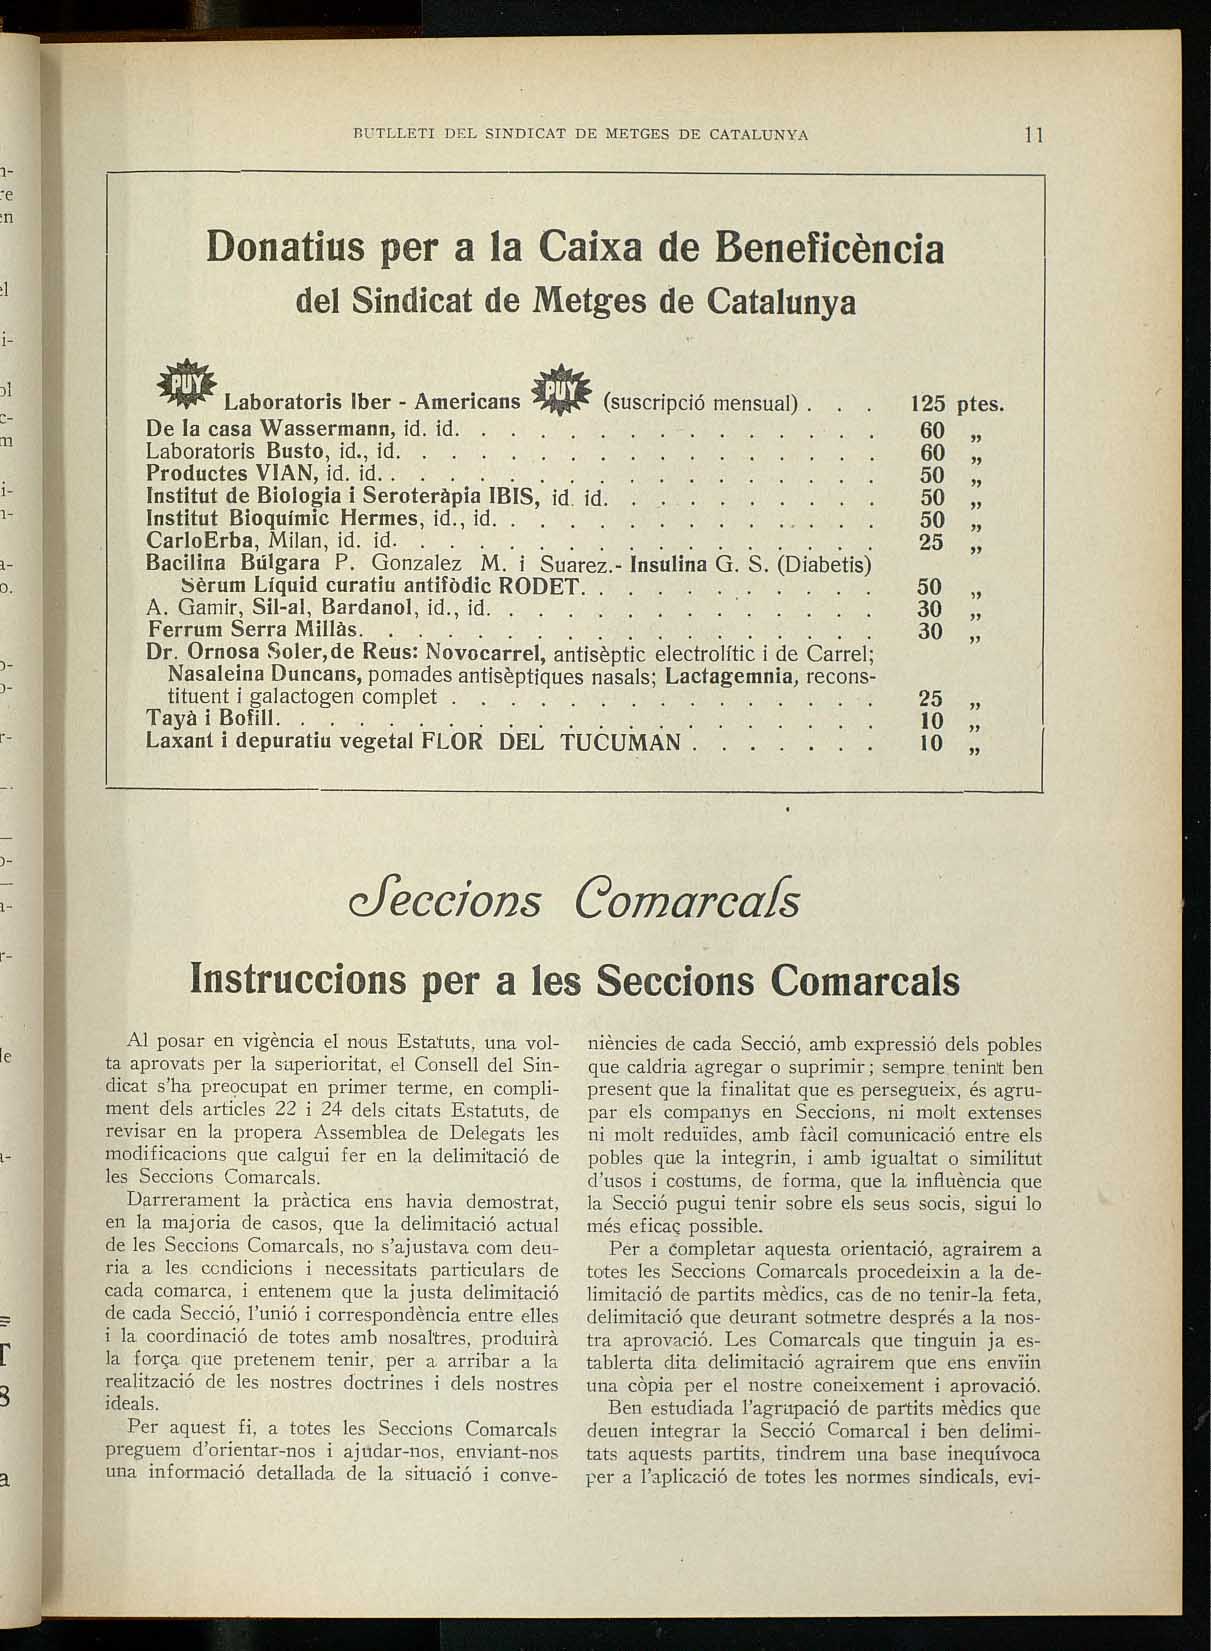 BUTLLETI DEL SINDICAT DE METGES DE CATALUNYA 11
Donatius per a la Caixa de Beneficència
del Sindicat de Metges de Catalunya
PUY Laboratoris Iber - Americans PUY (suscripció mensual) . . . 125 ptes.
De la casa Wassermann, id. id. . . . . . . . . . . . . . . . 60 „
Laboratoris Busto, id., id. . . . . . . . . . . . . . . . . . 60 „
Productes VIAN, id. id. . . . . . . . . . . . . . . . . . 50 „
Institut de Biologia i Seroteràpia IBIS, id. id. . . . . . . . . . 50 „
Institut Bioquímic Hermes, id., id. . . . . . . . . . . . . . 50 „
CarloErba, Milan, id. id. . . . . . . . . . . . . . . . . . 25 „
Bacilina Búlgara P. Gonzalez M. i Suarez.- Insulina G. S. (Diabetis)
Sèrum Líquid curatiu antifòdic RODET. . . . . . . . . . . 50 „
A. Gamir, Sil-al, Bardanol, id., id. . . . . . . . . . . . . . 30 „
Ferrum Serra Millàs. . . . . . . . . . . . . . . . . . . 30 „
Dr. Ornosa Soler, de Reus: Novocarrel, antisèptic electrolític i de Carrel;
Nasaleina Duncans, pomades antisèptiques nasals; Lactagemnia, recons-
tituent i galactogen complet . . . . . . . . . . . . . . . 25 „
Tayà i Bofill. . . . . . . . . . . . . . . . . . . . . 10 „
Laxant i depuratiu vegetal FLOR DEL TUCUMAN . . . . . . . 10 „
Seccions Comarcals
Instruccions per a les Seccions Comarcals
Al posar en vigència el nous Estatuts, una vol-
ta aprovats per la superioritat, el Consell del Sin-
dicat s'ha preocupat en primer terme, en compli-
ment dels articles 22 i 24 dels citats Estatuts, de
revisar en la propera Assemblea de Delegats les
modificacions que calgui fer en la delimitació de
les Seccions Comarcals.
Darrerament la pràctica ens havia demostrat,
en la majoria de casos, que la delimitació actual
de les Seccions Comarcals, no s'ajustava com deu-
ria a les condicions i necessitats particulars de
cada comarca, i entenem que la justa delimitació
de cada Secció, l'unió i correspondència entre elles
i la coordinació de totes amb nosaltres, produirà
la força que pretenem tenir, per a arribar a la
realització de les nostres doctrines i dels nostres
ideals.
Per aquest fi, a totes les Seccions Comarcals
preguem d'orientar-nos i ajudar-nos, enviant-nos
una informació detallada de la situació i conve-
niències de cada Secció, amb expressió dels pobles
que caldria agregar o suprimir; sempre tenint ben
present que la finalitat que es persegueix, és agru-
par els companys en Seccions, ni molt extenses
ni molt reduïdes, amb fàcil comunicació entre els
pobles que la integrin, i amb igualtat o similitut
d'usos i costums, de forma, que la influència que
la Secció pugui tenir sobre els seus socis, sigui lo
més eficaç possible.
Per a completar aquesta orientació, agrairem a
totes les Seccions Comarcals procedeixin a la de-
limitació de partits mèdics, cas de no tenir-la feta,
delimitació que deurant sotmetre després a la nos-
tra aprovació. Les Comarcals que tinguin ja es-
tablerta dita delimitació agrairem que ens enviïn
una còpia per el nostre coneixement i aprovació.
Ben estudiada l'agrupació de partits mèdics que
deuen integrar la Secció Comarcal i ben delimi-
tats aquests partits, tindrem una base inequívoca
per a l'aplicació de totes les normes sindicals, evi-